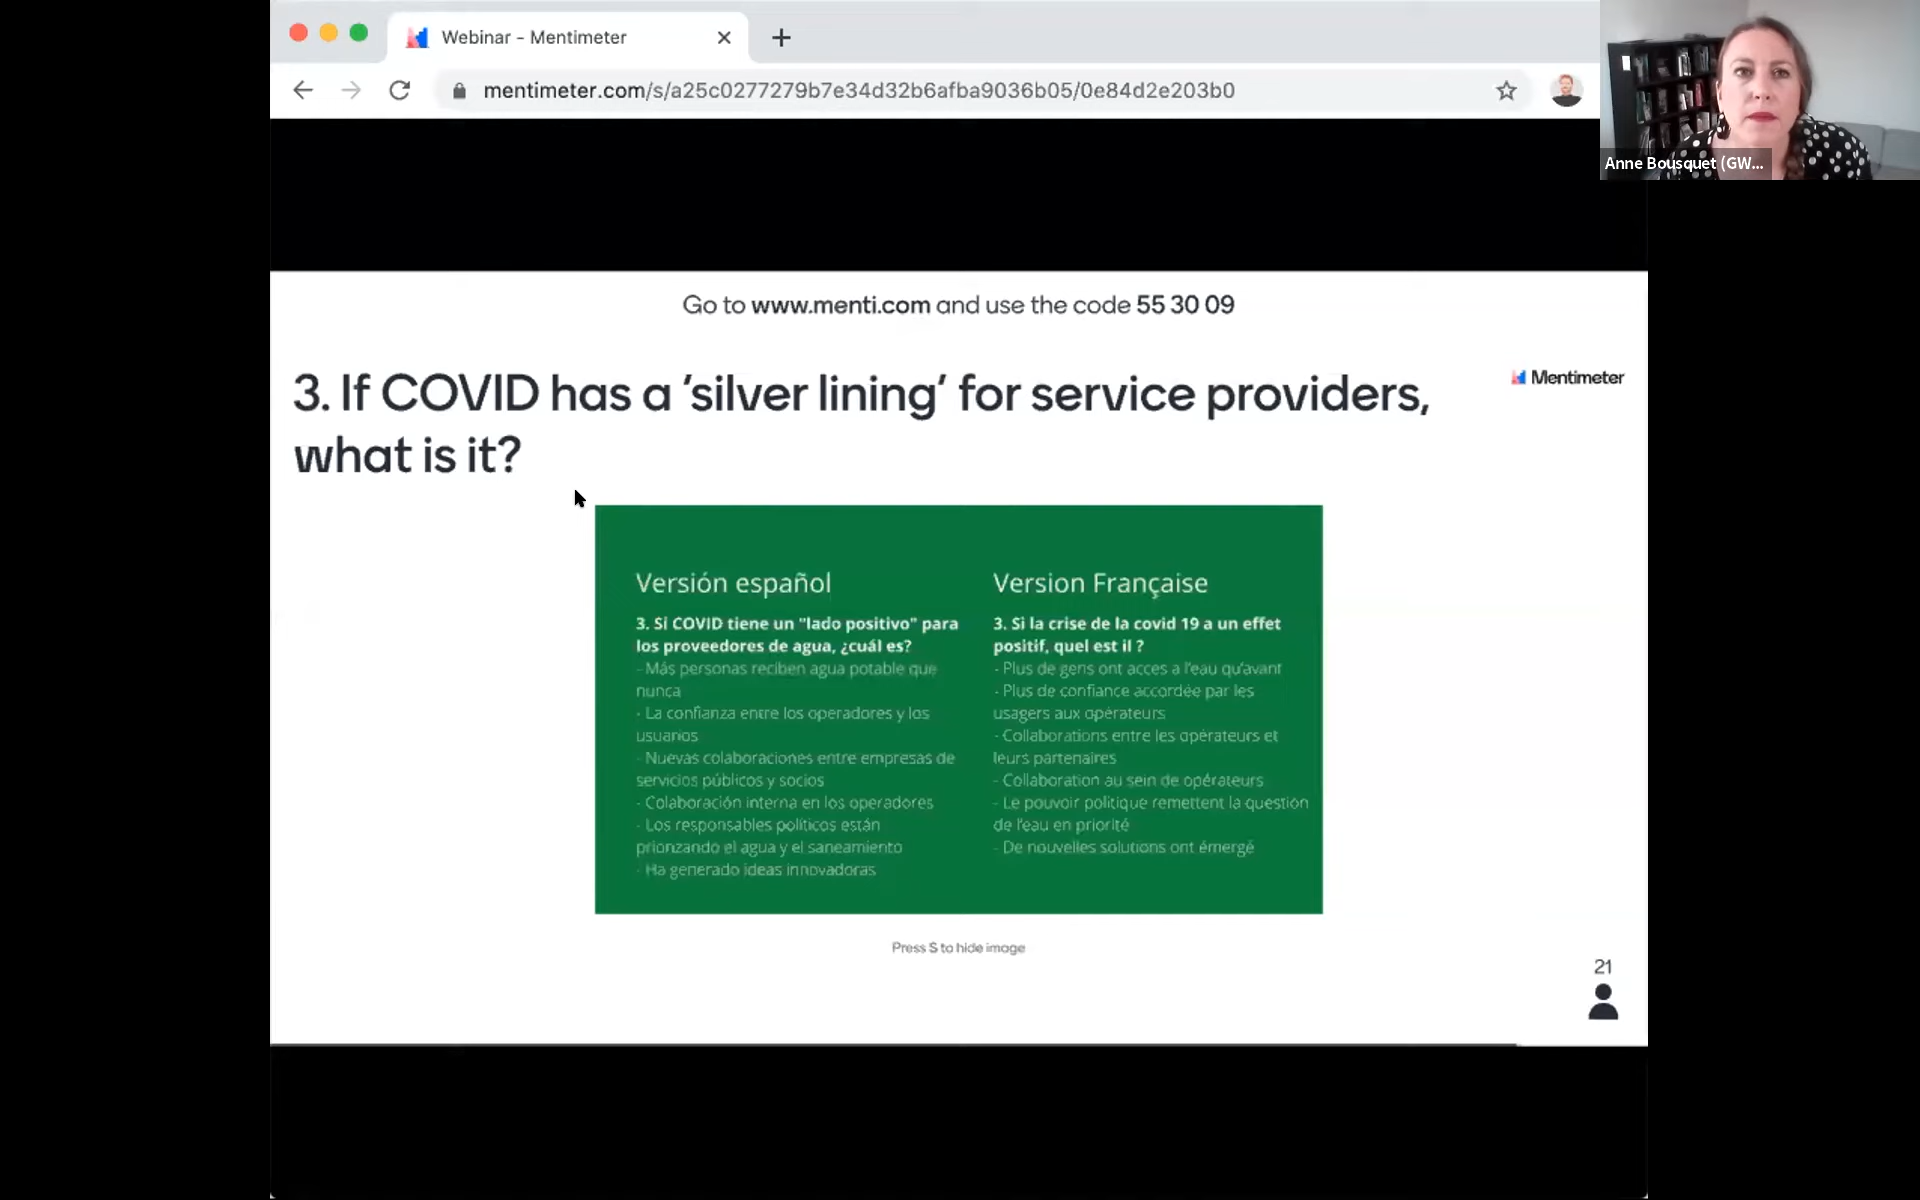 Webinar - Mentimeter
mentimeter.com/s/a25c0277279b7e34d32b6afba9036b05/0e84d2e203b0
Anne Bousquet (GW...
Go to www.menti.com and use the code 55 30 09
3. If COVID has a ‘silver lining’ for service providers,
what is it?
Mentimeter
Versión español
3. Si COVID tiene un "lado positivo" para
los proveedores de agua, ¿cuál es?
- Más personas reciben agua potable que
nunca
- La confianza entre los operadores y los
usuarios
- Nuevas colaboraciones entre empresas de
servicios públicos y socios
- Colaboración interna en los operadores
- Los responsables políticos están
priorizando el agua y el saneamiento
- Ha generado ideas innovadoras
Version Française
3. Si la crise de la covid 19 a un effet
positif, quel est il ?
- Plus de gens ont acces a l'eau qu'avant
- Plus de confiance accordée par les
usagers aux opérateurs
- Collaborations entre les opérateurs et
leurs partenaires
- Collaboration au sein de opérateurs
- Le pouvoir politique remettent la question
de l'eau en priorité
- De nouvelles solutions ont émergé
Press S to hide image
21